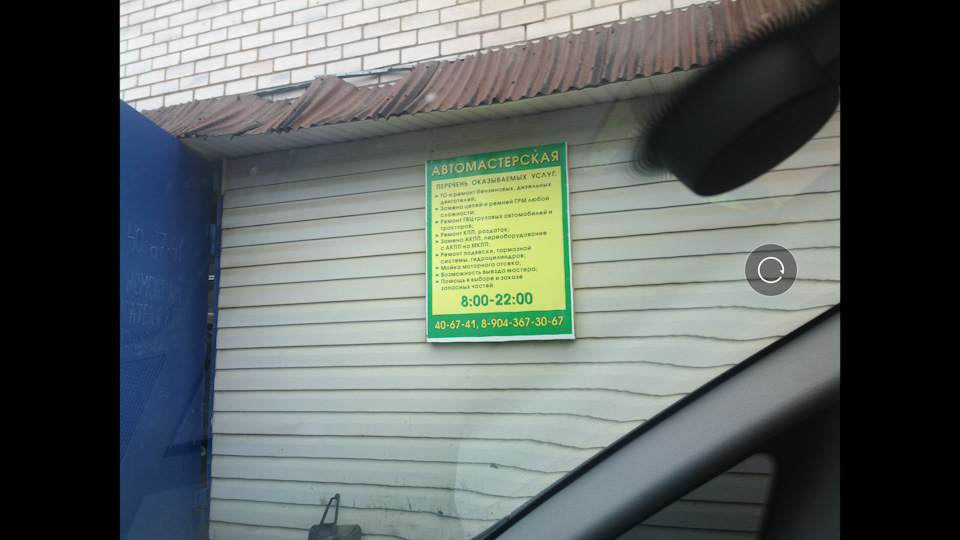 АВТОМАСТЕРСКАЯ
ПЕРЕЧЕНЬ ОКАЗЫВАЕМЫХ УСЛУГ:
ТО и ремонт бензиновых, дизельных
двигателей;
Замена цепей и ремней ГРМ любой
сложности;
Ремонт ГБЦ грузовых автомобилей и
тракторов;
Ремонт КПП, раздаток;
Замена АКПП, переоборудование
с АКПП на МКПП;
Ремонт подвески, тормозной
системы, гидроцилиндров;
Мойка моторного отсека;
Возможность выезда мастера;
Помощь в выборе и заказе
запасных частей.
8:00-22:00
40-67-41, 8-904-367-30-67